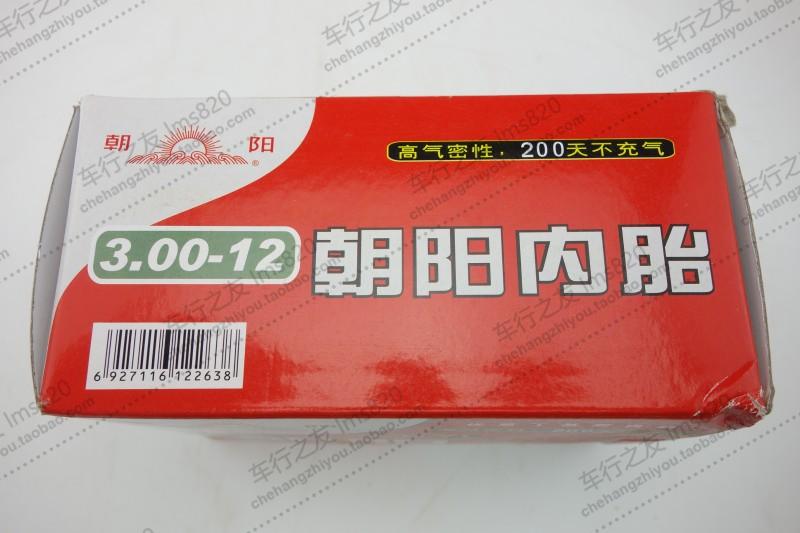 朝 阳
®
高气密性，200天不充气
3.00-12
朝阳内胎
6 927116 122638
车行之友 lms820
chehangzhiyou.taobao.com